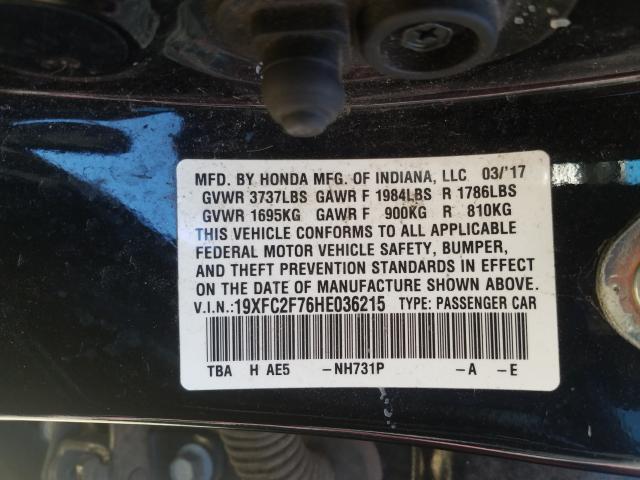 MFD. BY HONDA MFG. OF INDIANA, LLC 03/'17
GVWR 3737LBS GAWR F 1984LBS R 1786LBS
GVWR 1695KG GAWR F 900KG R 810KG
THIS VEHICLE CONFORMS TO ALL APPLICABLE
FEDERAL MOTOR VEHICLE SAFETY, BUMPER,
AND THEFT PREVENTION STANDARDS IN EFFECT
ON THE DATE OF MANUFACTURE SHOWN ABOVE.
V.I.N.:19XFC2F76HE036215 TYPE: PASSENGER CAR
TBA H AE5 -NH731P -A -E